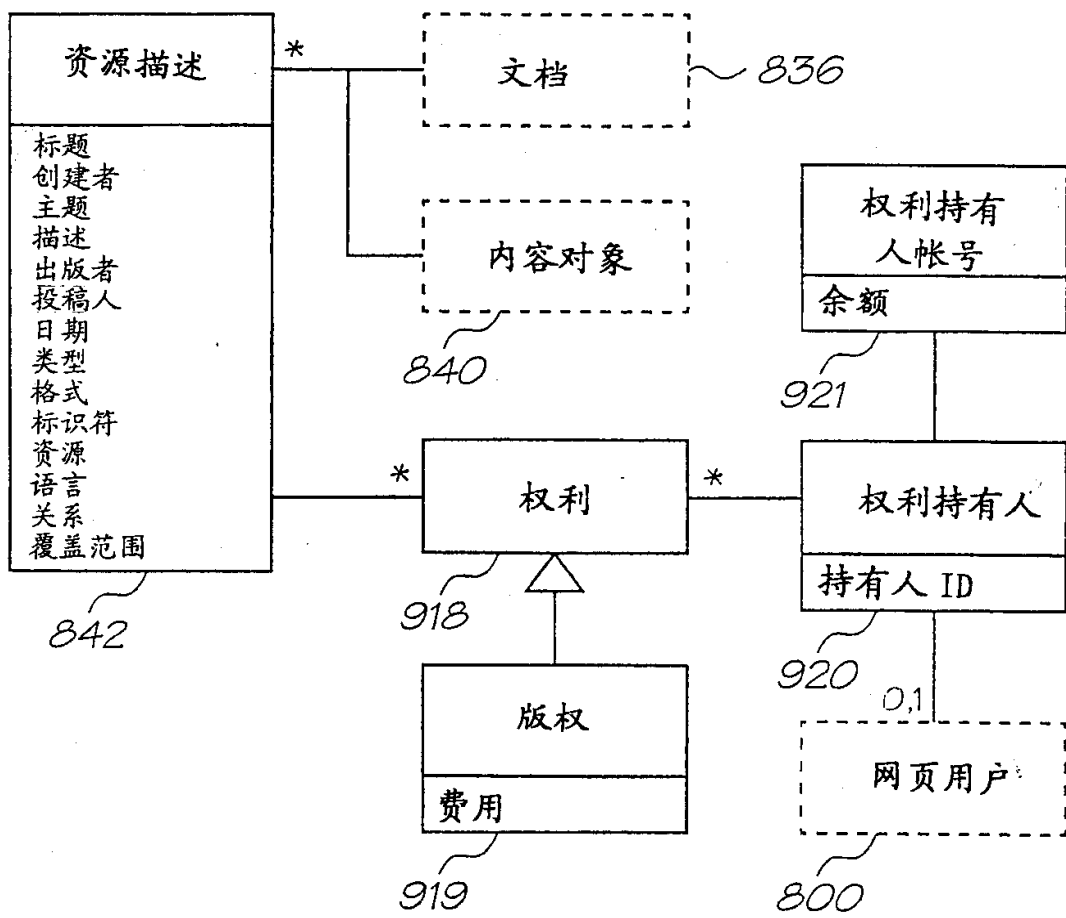 资源描述
*
标题
创建者
主题
描述
出版者
投稿人
日期
类型
格式
标识符
资源
语言
关系
覆盖范围
842
文档
836
内容对象
840
权利持有
人帐号
余额
921
*
权利
918
*
权利持有人
持有人 ID
920
版权
费用
919
0,1
网页用户
800